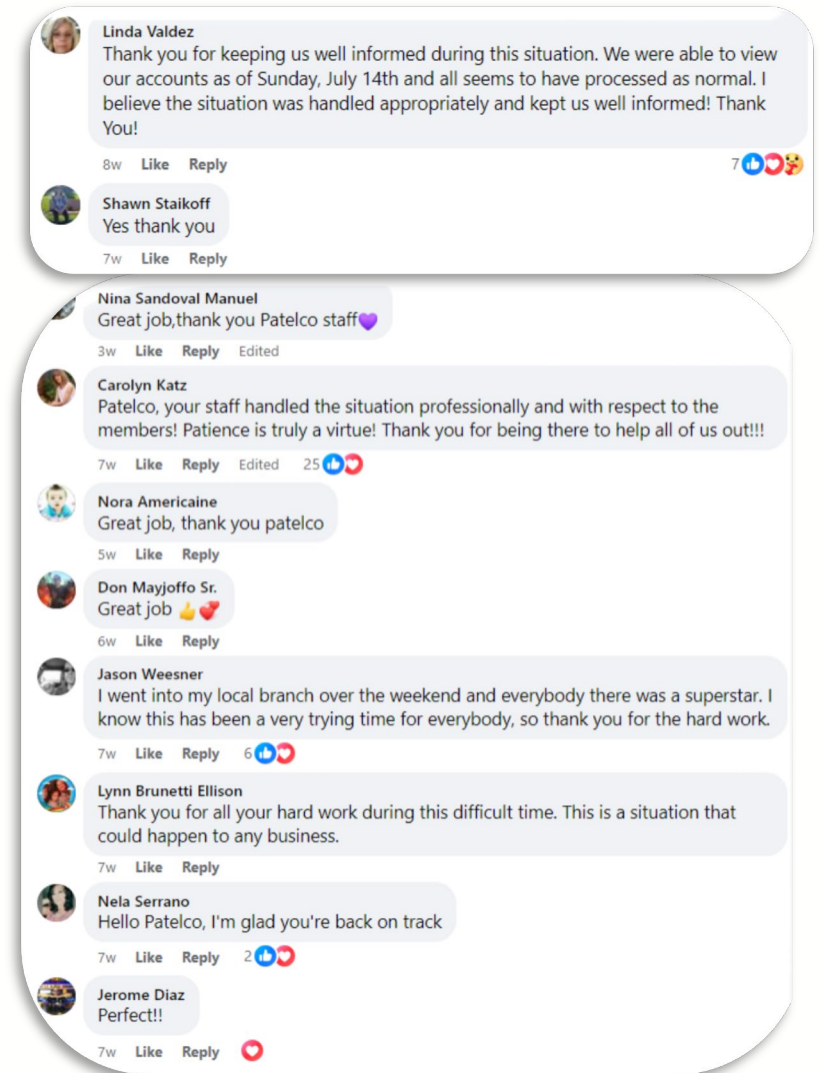 Linda Valdez
Thank you for keeping us well informed during this situation. We were able to view
our accounts as of Sunday, July 14th and all seems to have processed as normal. I
believe the situation was handled appropriately and kept us well informed! Thank
You!
8w Like Reply 7
Shawn Staikoff
Yes thank you
7w Like Reply
Nina Sandoval Manuel
Great job,thank you Patelco staff💜
3w Like Reply Edited
Carolyn Katz
Patelco, your staff handled the situation professionally and with respect to the
members! Patience is truly a virtue! Thank you for being there to help all of us out!!!
7w Like Reply Edited 25
Nora Americaine
Great job, thank you patelco
5w Like Reply
Don Mayjoffo Sr.
Great job 👍💕
6w Like Reply
Jason Weesner
I went into my local branch over the weekend and everybody there was a superstar. I
know this has been a very trying time for everybody, so thank you for the hard work.
7w Like Reply 6
Lynn Brunetti Ellison
Thank you for all your hard work during this difficult time. This is a situation that
could happen to any business.
7w Like Reply
Nela Serrano
Hello Patelco, I'm glad you're back on track
7w Like Reply 2
Jerome Diaz
Perfect!!
7w Like Reply